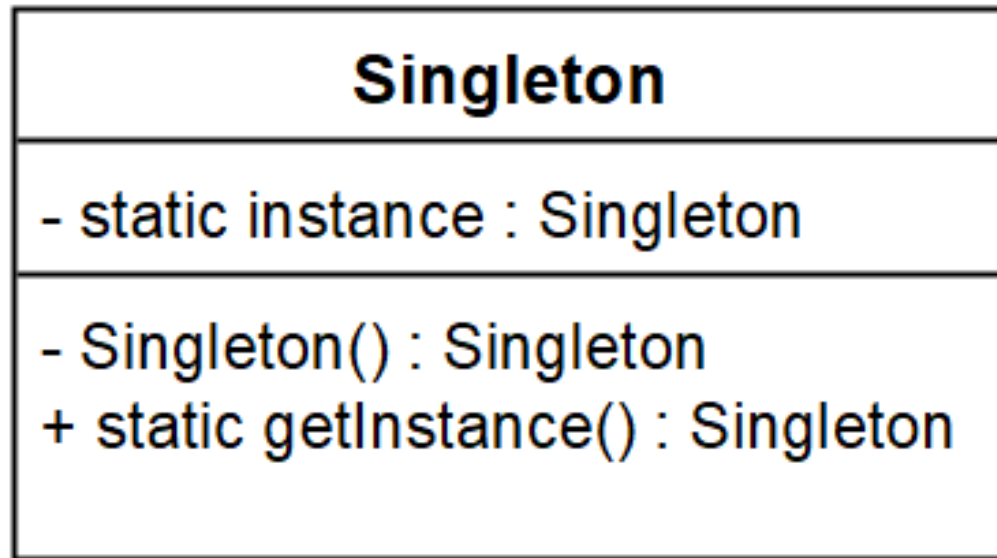 Singleton
- static instance : Singleton
- Singleton() : Singleton
+ static getInstance() : Singleton